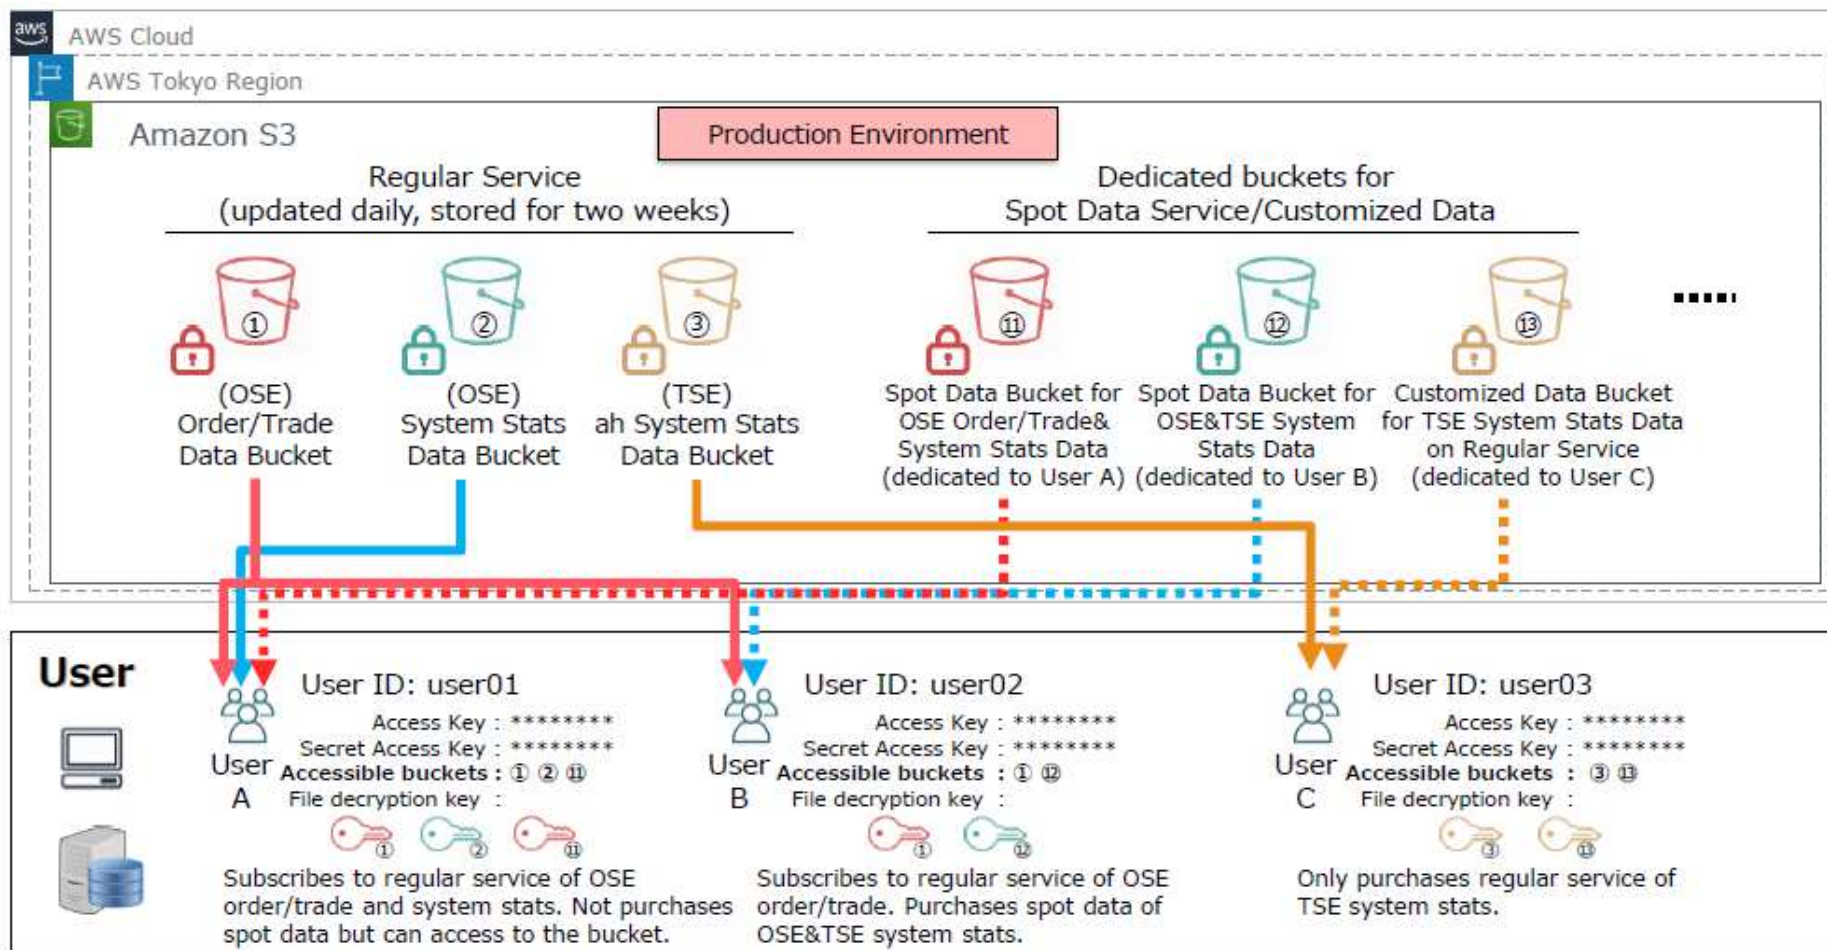 aws
AWS Cloud
AWS Tokyo Region
Amazon S3
Production Environment
Regular Service
(updated daily, stored for two weeks)
Dedicated buckets for
Spot Data Service/Customized Data
①
②
③
⑪
⑫
⑬
(OSE)
Order/Trade
Data Bucket
(OSE)
System Stats
Data Bucket
(TSE)
ah System Stats
Data Bucket
Spot Data Bucket for
OSE Order/Trade&
System Stats Data
(dedicated to User A)
Spot Data Bucket for
OSE&TSE System
Stats Data
(dedicated to User B)
Customized Data Bucket
for TSE System Stats Data
on Regular Service
(dedicated to User C)
User
User A
User ID: user01
Access Key : ********
Secret Access Key : ********
Accessible buckets : ① ② ⑪
File decryption key :
① ② ⑪
Subscribes to regular service of OSE
order/trade and system stats. Not purchases
spot data but can access to the bucket.
User B
User ID: user02
Access Key : ********
Secret Access Key : ********
Accessible buckets : ① ⑫
File decryption key :
① ⑫
Subscribes to regular service of OSE
order/trade. Purchases spot data of
OSE&TSE system stats.
User C
User ID: user03
Access Key : ********
Secret Access Key : ********
Accessible buckets : ③ ⑬
File decryption key :
③ ⑬
Only purchases regular service of
TSE system stats.